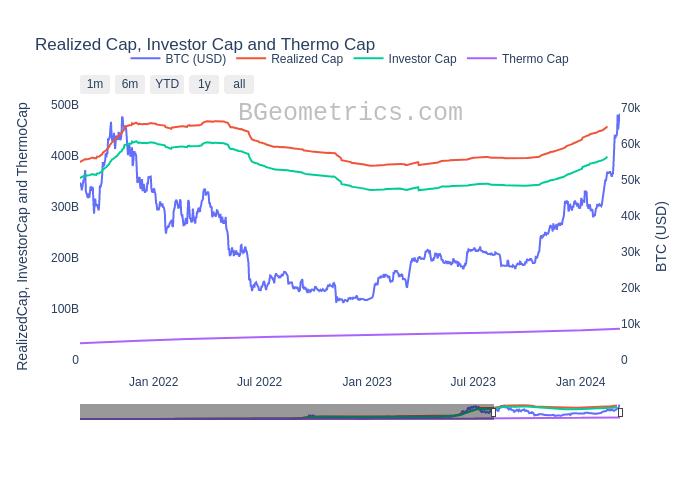 Realized Cap, Investor Cap and Thermo Cap
BTC (USD) Realized Cap Investor Cap Thermo Cap
1m 6m YTD 1y all
BGeometrics.com
500B
400B
300B
200B
100B
0
RealizedCap, InvestorCap and ThermoCap
70k
60k
50k
40k
30k
20k
10k
0
BTC (USD)
Jan 2022 Jul 2022 Jan 2023 Jul 2023 Jan 2024